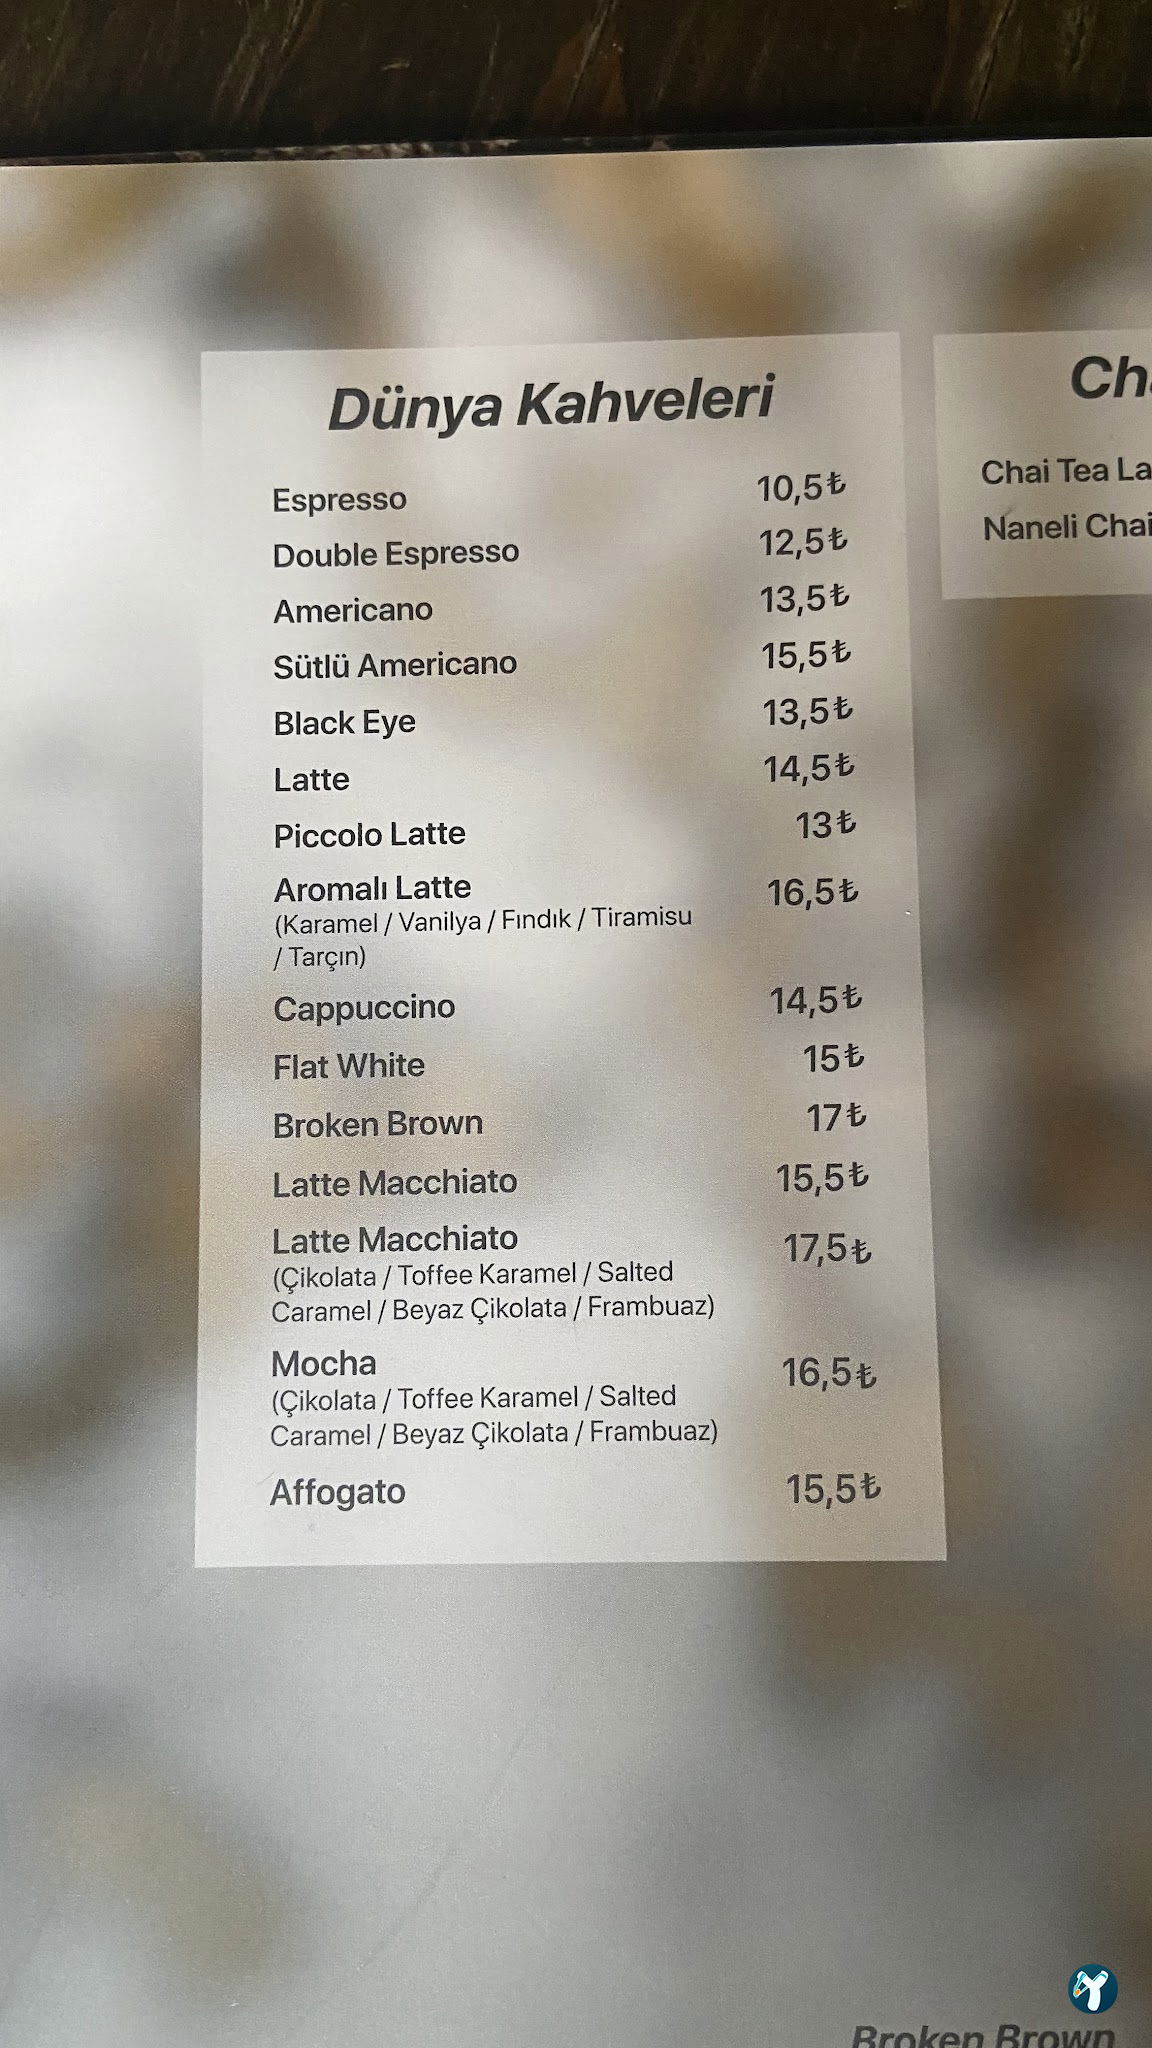 Dünya Kahveleri
Espresso 10,5₺
Double Espresso 12,5₺
Americano 13,5₺
Sütlü Americano 15,5₺
Black Eye 13,5₺
Latte 14,5₺
Piccolo Latte 13₺
Aromalı Latte 16,5₺
(Karamel / Vanilya / Fındık / Tiramisu
/ Tarçın)
Cappuccino 14,5₺
Flat White 15₺
Broken Brown 17₺
Latte Macchiato 15,5₺
Latte Macchiato 17,5₺
(Çikolata / Toffee Karamel / Salted
Caramel / Beyaz Çikolata / Frambuaz)
Mocha 16,5₺
(Çikolata / Toffee Karamel / Salted
Caramel / Beyaz Çikolata / Frambuaz)
Affogato 15,5₺
Chai Tea
Naneli Chai
Broken Brown